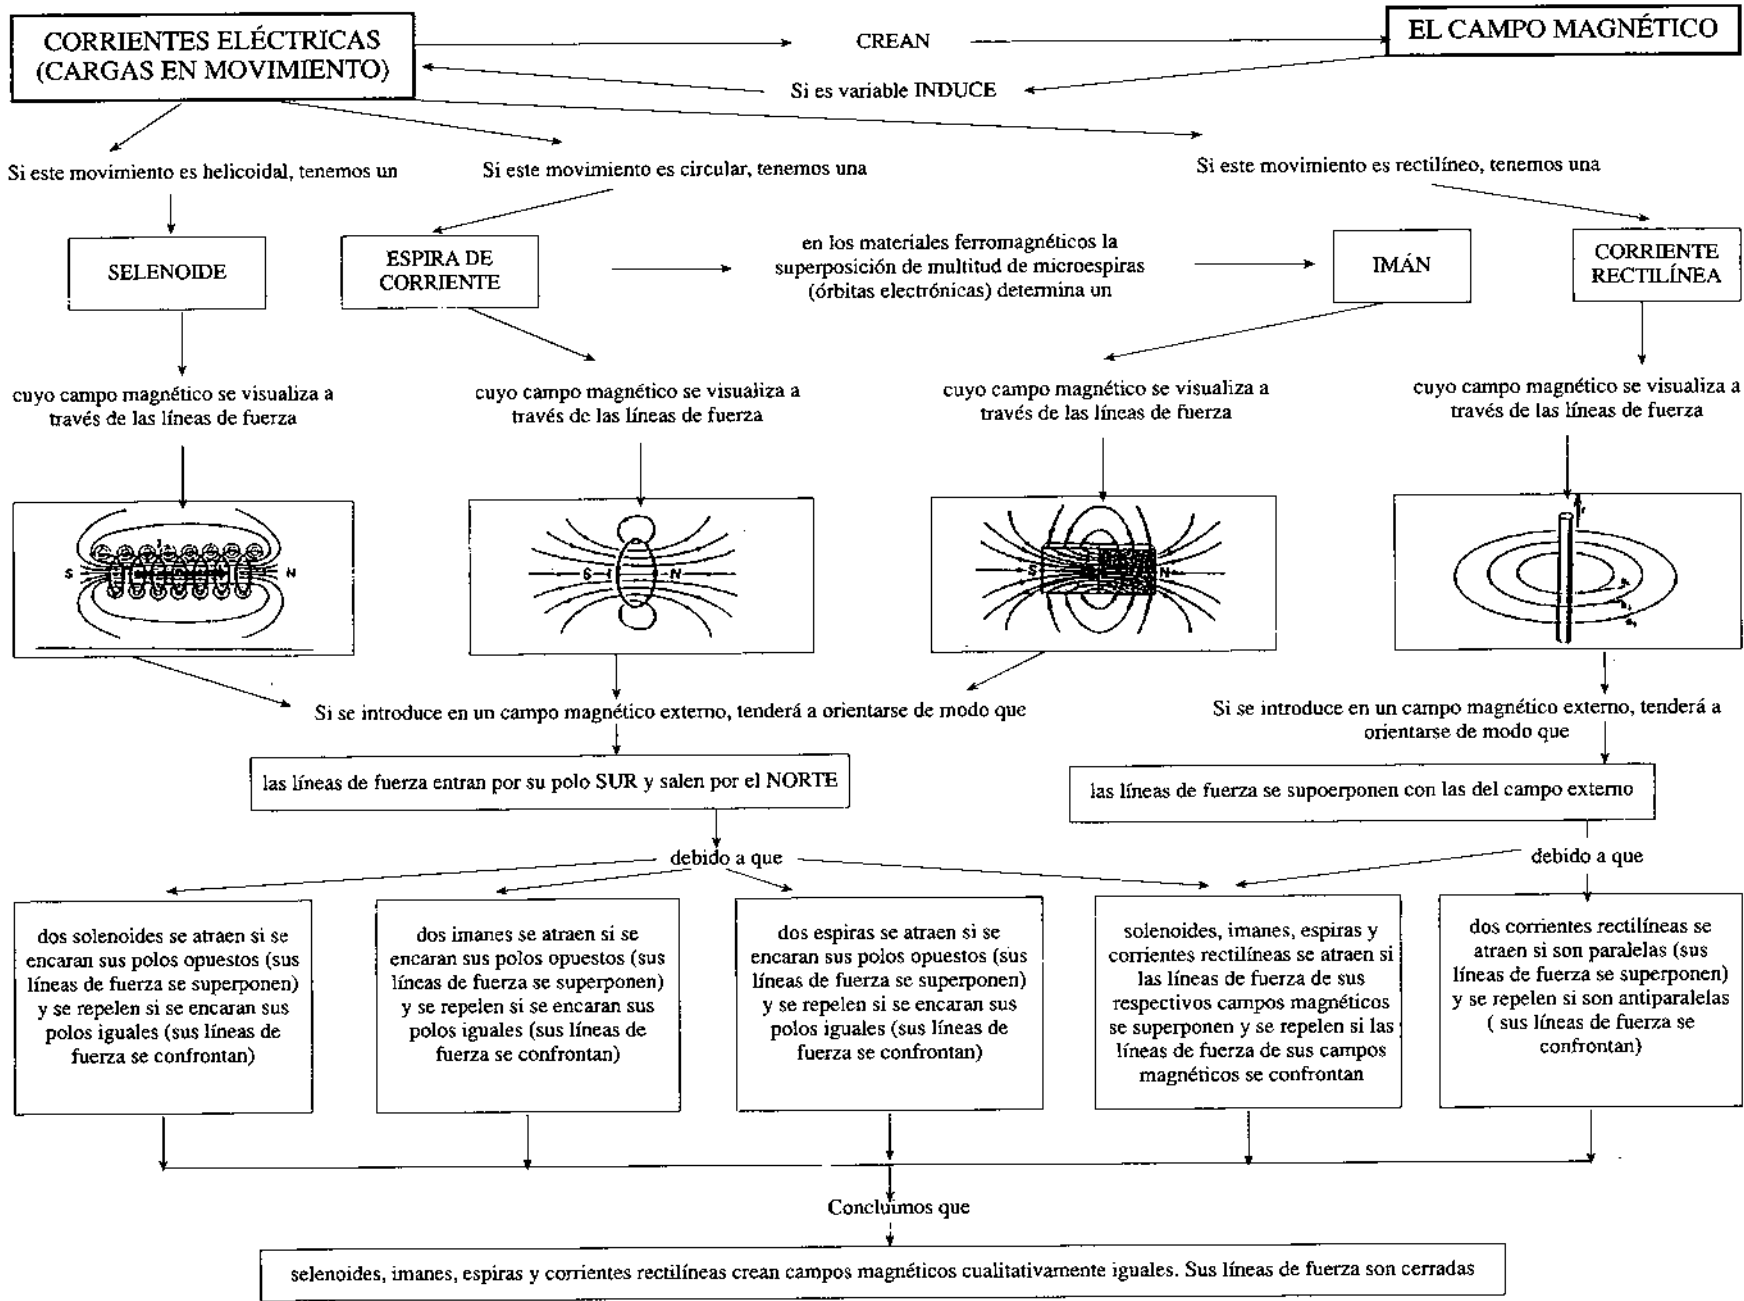 CORRIENTES ELÉCTRICAS
(CARGAS EN MOVIMIENTO)
CREAN
EL CAMPO MAGNÉTICO
Si es variable INDUCE
Si este movimiento es helicoidal, tenemos un
Si este movimiento es circular, tenemos una
Si este movimiento es rectilíneo, tenemos una
SELENOIDE
ESPIRA DE
CORRIENTE
en los materiales ferromagnéticos la
superposición de multitud de microespiras
(órbitas electrónicas) determina un
IMÁN
CORRIENTE
RECTILÍNEA
cuyo campo magnético se visualiza a
través de las líneas de fuerza
cuyo campo magnético se visualiza a
través de las líneas de fuerza
cuyo campo magnético se visualiza a
través de las líneas de fuerza
cuyo campo magnético se visualiza a
través de las líneas de fuerza
S
N
S
N
S
N
Si se introduce en un campo magnético externo, tenderá a orientarse de modo que
Si se introduce en un campo magnético externo, tenderá a
orientarse de modo que
las líneas de fuerza entran por su polo SUR y salen por el NORTE
las líneas de fuerza se supoerponen con las del campo externo
debido a que
debido a que
dos solenoides se atraen si se
encaran sus polos opuestos (sus
líneas de fuerza se superponen)
y se repelen si se encaran sus
polos iguales (sus líneas de
fuerza se confrontan)
dos imanes se atraen si se
encaran sus polos opuestos (sus
líneas de fuerza se superponen)
y se repelen si se encaran sus
polos iguales (sus líneas de
fuerza se confrontan)
dos espiras se atraen si se
encaran sus polos opuestos (sus
líneas de fuerza se superponen)
y se repelen si se encaran sus
polos iguales (sus líneas de
fuerza se confrontan)
solenoides, imanes, espiras y
corrientes rectilíneas se atraen si
las líneas de fuerza de sus
respectivos campos magnéticos
se superponen y se repelen si las
líneas de fuerza de sus campos
magnéticos se confrontan
dos corrientes rectilíneas se
atraen si son paralelas (sus
líneas de fuerza se superponen)
y se repelen si son antiparalelas
( sus líneas de fuerza se
confrontan)
Concluimos que
selenoides, imanes, espiras y corrientes rectilíneas crean campos magnéticos cualitativamente iguales. Sus líneas de fuerza son cerradas